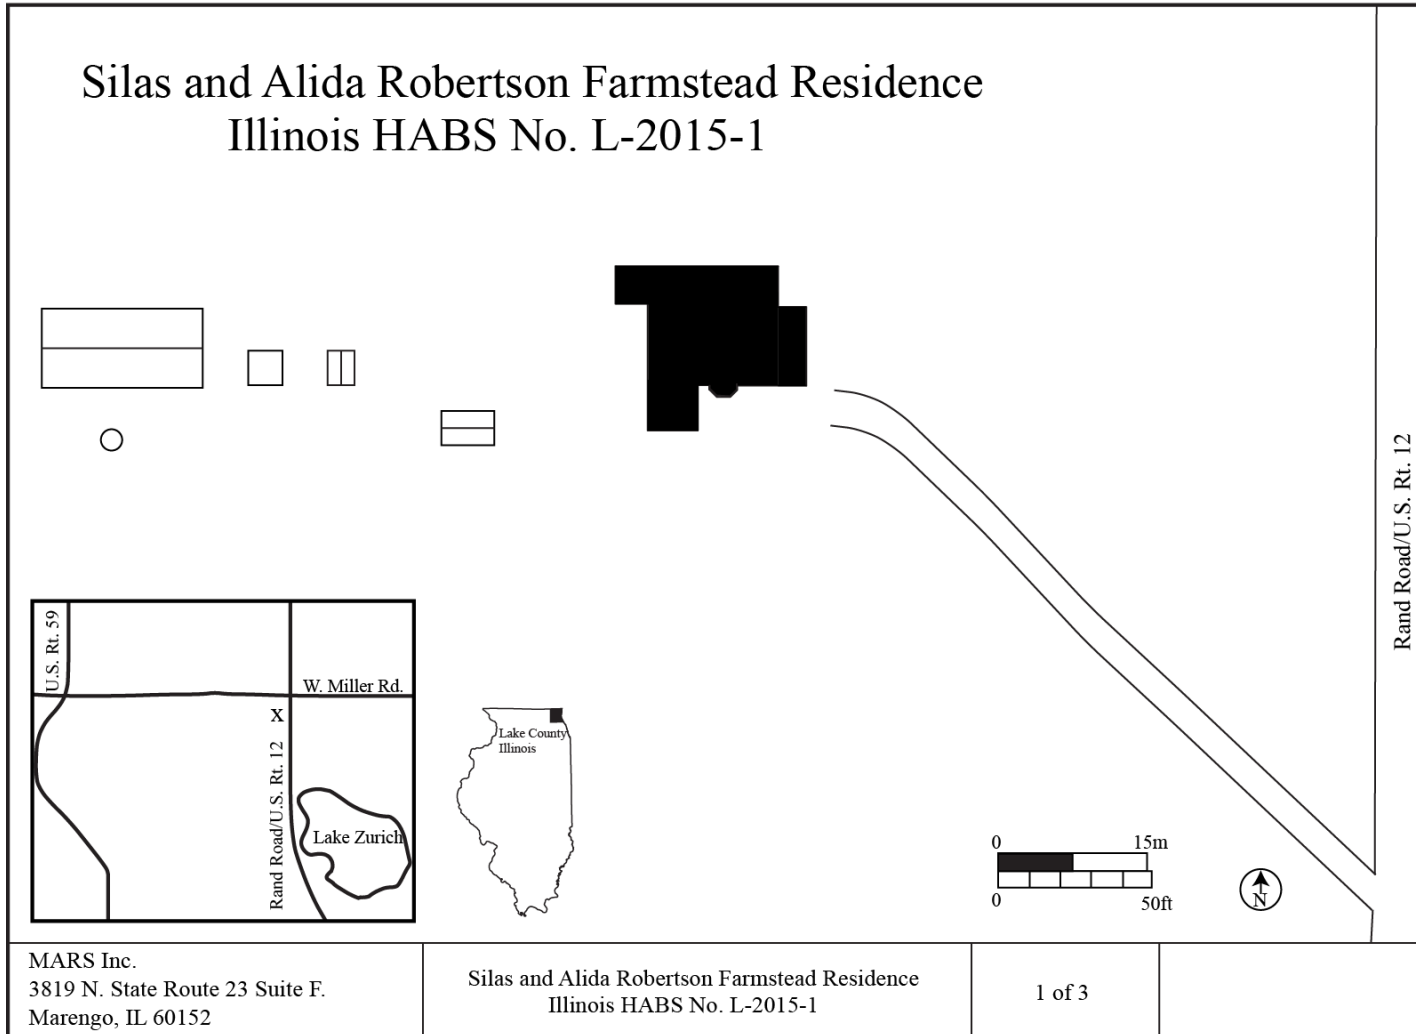 Silas and Alida Robertson Farmstead Residence
Illinois HABS No. L-2015-1
Rand Road/U.S. Rt. 12
U.S. Rt. 59
W. Miller Rd.
X
Rand Road/U.S. Rt. 12
Lake Zurich
Lake County
Illinois
0 15m
0 50ft
N
MARS Inc.
3819 N. State Route 23 Suite F.
Marengo, IL 60152
Silas and Alida Robertson Farmstead Residence
Illinois HABS No. L-2015-1
1 of 3